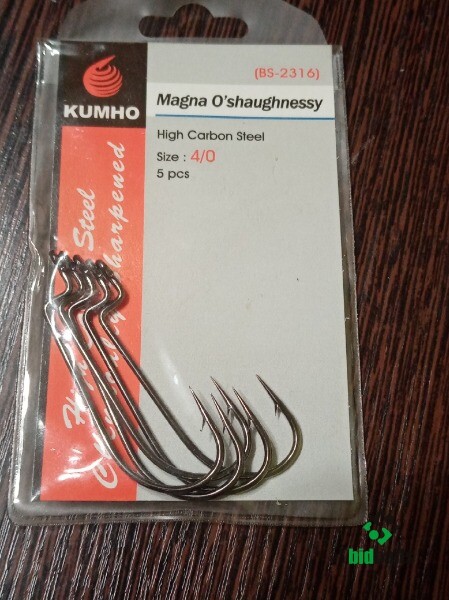 (BS-2316)
KUMHO
Magna O'shaughnessy
High Carbon Steel
Size : 4/0
5 pcs
Steel
Sharpened
bid